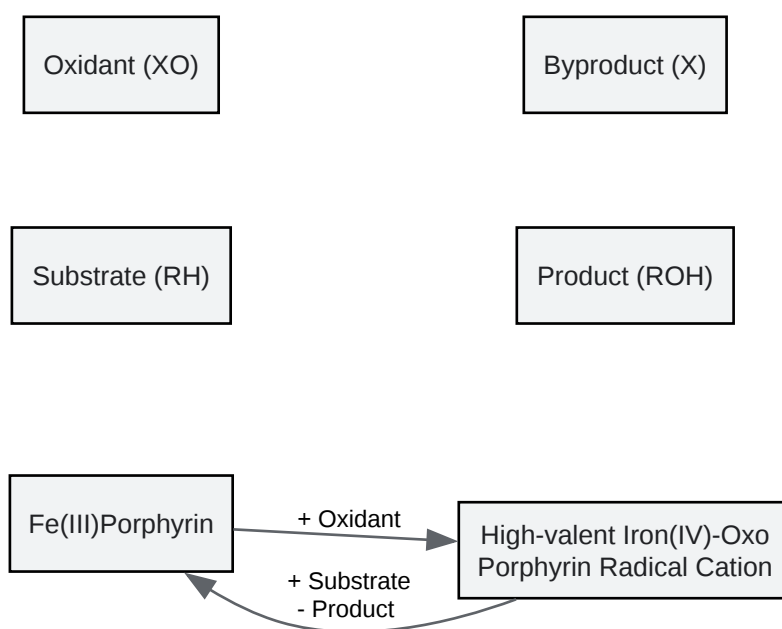 Oxidant (XO)
Byproduct (X)
Substrate (RH)
Product (ROH)
Fe(III)Porphyrin
+ Oxidant
High-valent Iron(IV)-Oxo
Porphyrin Radical Cation
+ Substrate
- Product